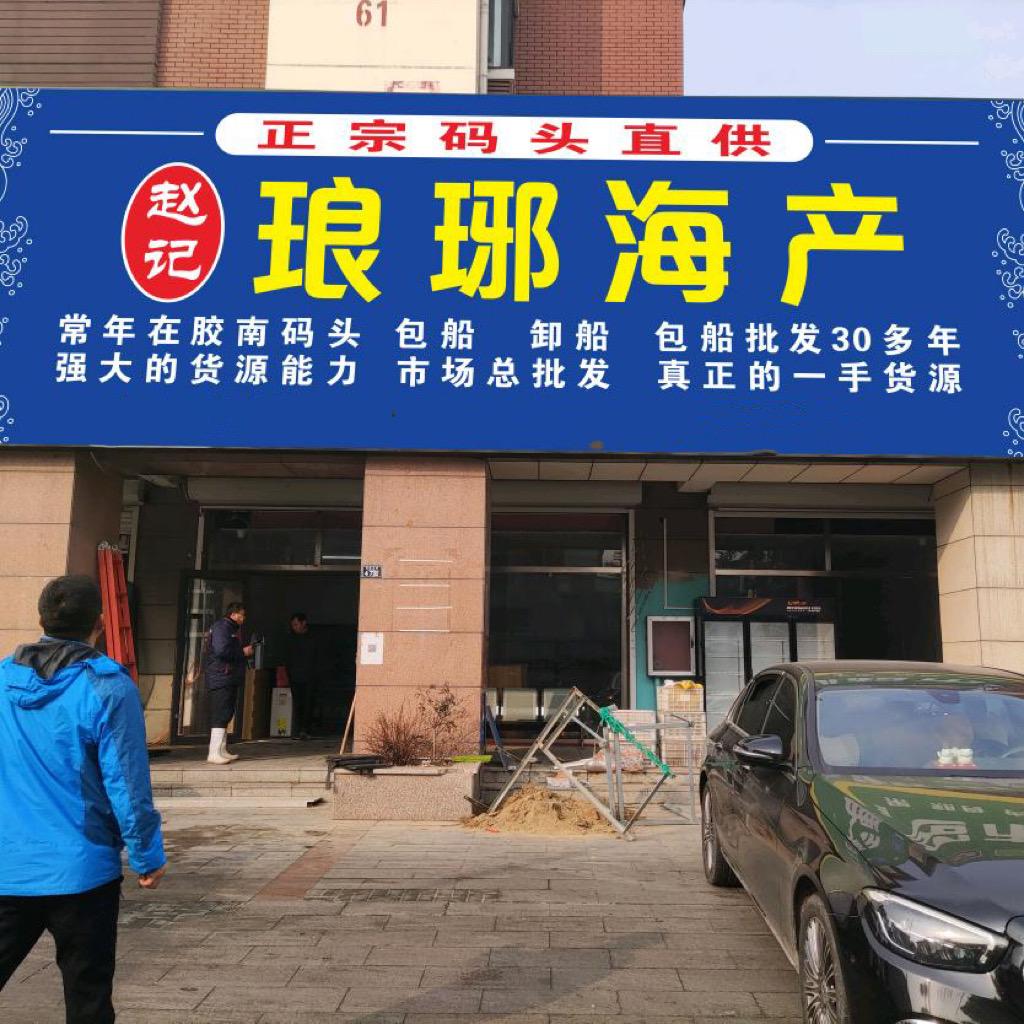 61
正宗码头直供
赵记
琅琊海产
常年在胶南码头 包船 卸船 包船批发30多年
强大的货源能力 市场总批发 真正的一手货源